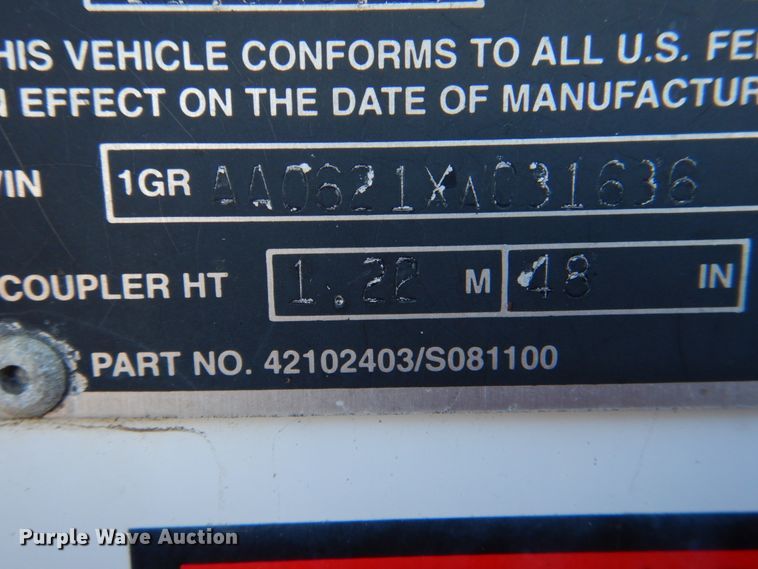 HIS VEHICLE CONFORMS TO ALL U.S. FE
EFFECT ON THE DATE OF MANUFACTUR
VIN 1GR AA0621XA031636
COUPLER HT 1.22 M 48 IN
PART NO. 42102403/S081100
Purple Wave Auction